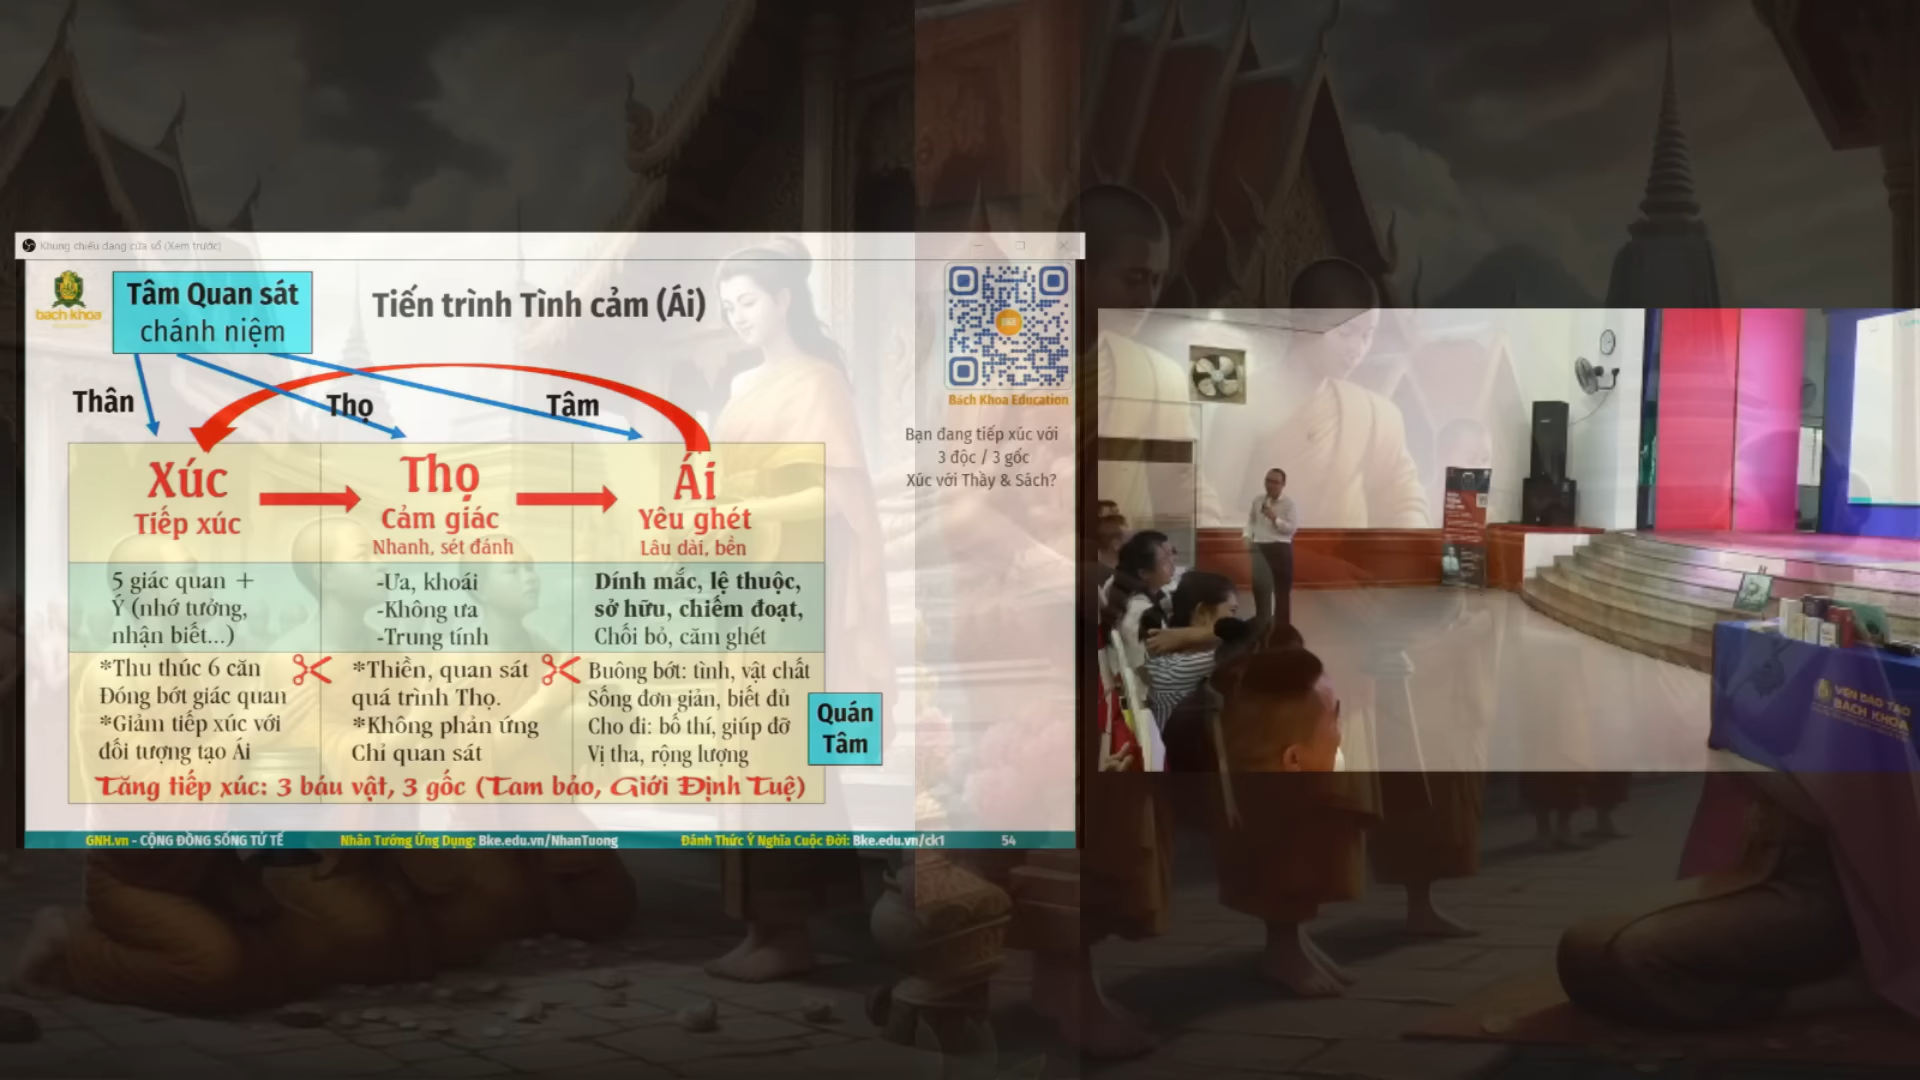 Khung chiếu dạng cửa sổ (Xem trước)
bach khoa
Tâm Quan sát
chánh niệm
Tiến trình Tình cảm (Ái)
Bách Khoa Education
Bạn đang tiếp xúc với
3 độc / 3 gốc
Xúc với Thầy & Sách?
Thân
Thọ
Tâm
Xúc
Tiếp xúc
Thọ
Cảm giác
Nhanh, sét đánh
Ái
Yêu ghét
Lâu dài, bền
5 giác quan +
Ý (nhớ tưởng,
nhận biết...)
-Ưa, khoái
-Không ưa
-Trung tính
Dính mắc, lệ thuộc,
sở hữu, chiếm đoạt,
Chối bỏ, căm ghét
*Thu thúc 6 căn
Đóng bớt giác quan
*Giảm tiếp xúc với
đối tượng tạo Ái
*Thiền, quan sát
quá trình Thọ.
*Không phản ứng
Chỉ quan sát
Buông bớt: tình, vật chất
Sống đơn giản, biết đủ
Cho đi: bố thí, giúp đỡ
Vị tha, rộng lượng
Quán
Tâm
Tăng tiếp xúc: 3 báu vật, 3 gốc (Tam bảo, Giới Định Tuệ)
GNH.vn - CỘNG ĐỒNG SỐNG TỬ TẾ
Nhân Tướng Ứng Dụng: Bke.edu.vn/NhanTuong
Đánh Thức Ý Nghĩa Cuộc Đời: Bke.edu.vn/ck1
54
VIỆN ĐÀO TẠO
BÁCH KHOA